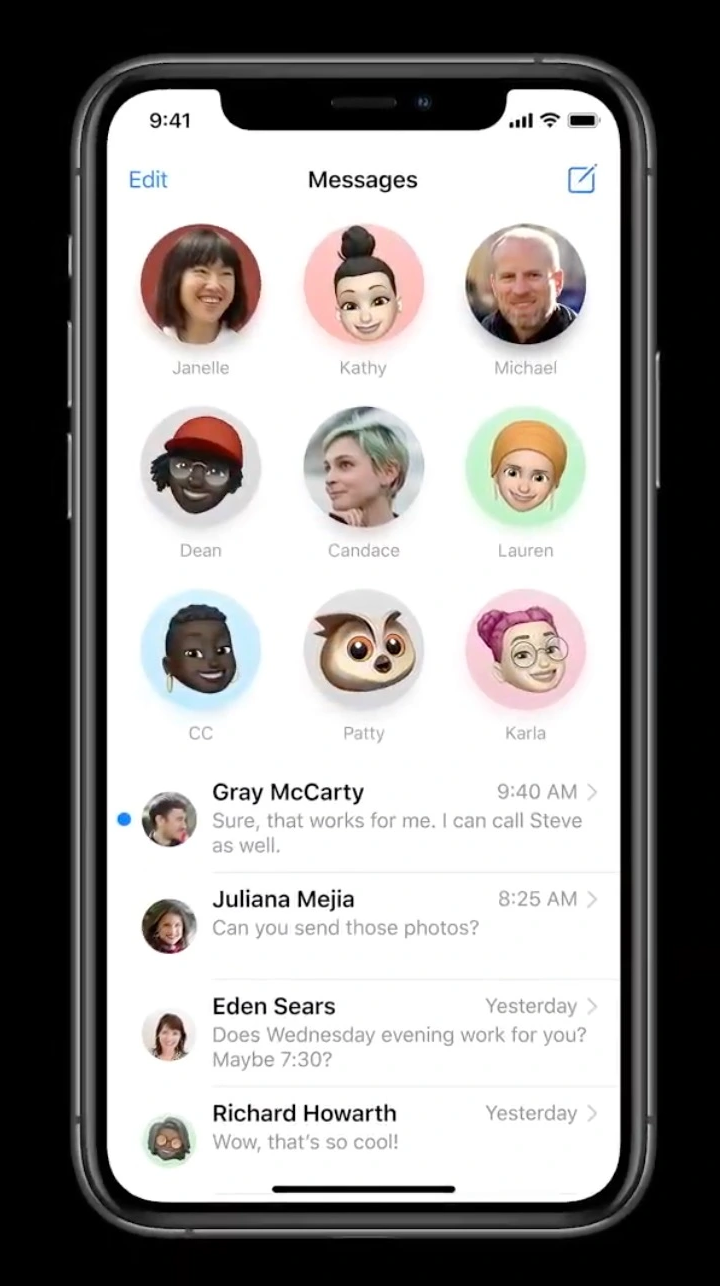 9:41
Edit Messages
Janelle Kathy Michael
Dean Candace Lauren
CC Patty Karla
Gray McCarty 9:40 AM
Sure, that works for me. I can call Steve
as well.
Juliana Mejia 8:25 AM
Can you send those photos?
Eden Sears Yesterday
Does Wednesday evening work for you?
Maybe 7:30?
Richard Howarth Yesterday
Wow, that's so cool!